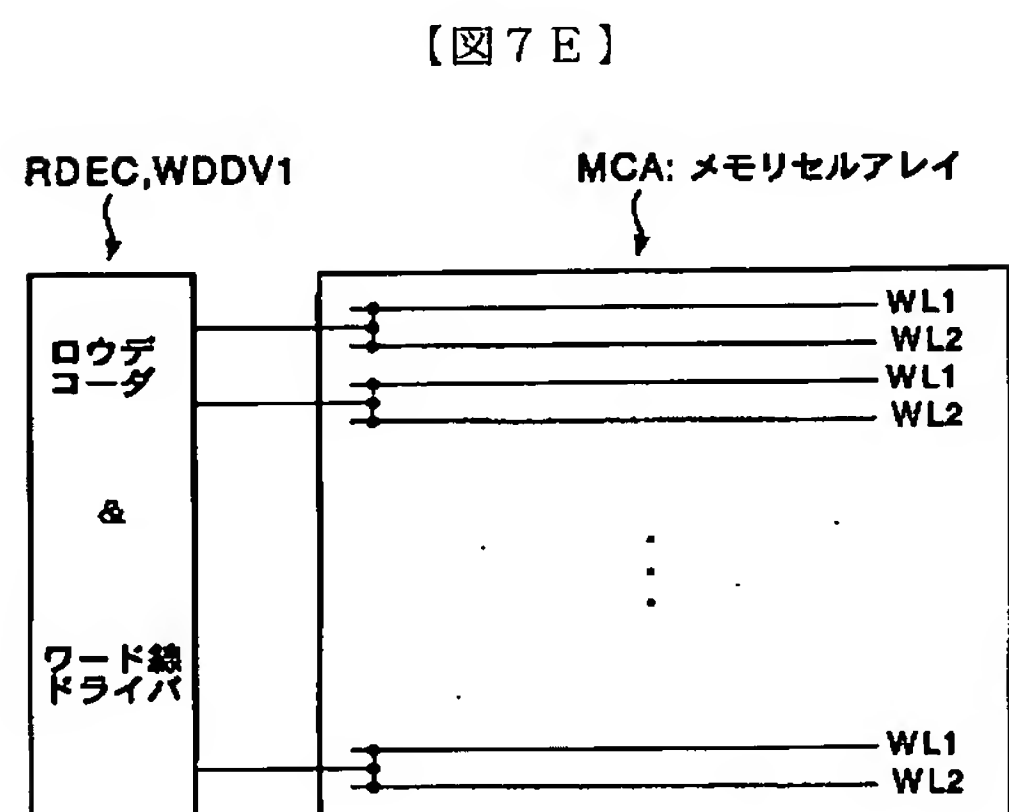 【図７Ｅ】
RDEC,WDDV1
MCA: メモリセルアレイ
ロウデ
コーダ
&
ワード線
ドライバ
WL1
WL2
WL1
WL2
WL1
WL2